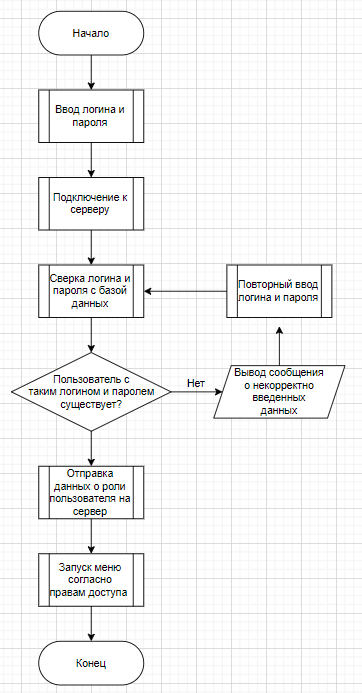 Начало
Ввод логина и
пароля
Подключение к
серверу
Сверка логина и
пароля с базой
данных
Повторный ввод
логина и пароля
Пользователь с
таким логином и паролем
существует?
Нет
Вывод сообщения
о некорректно
введенных
данных
Отправка
данных о роли
пользователя на
сервер
Запуск меню
согласно
правам доступа
Конец